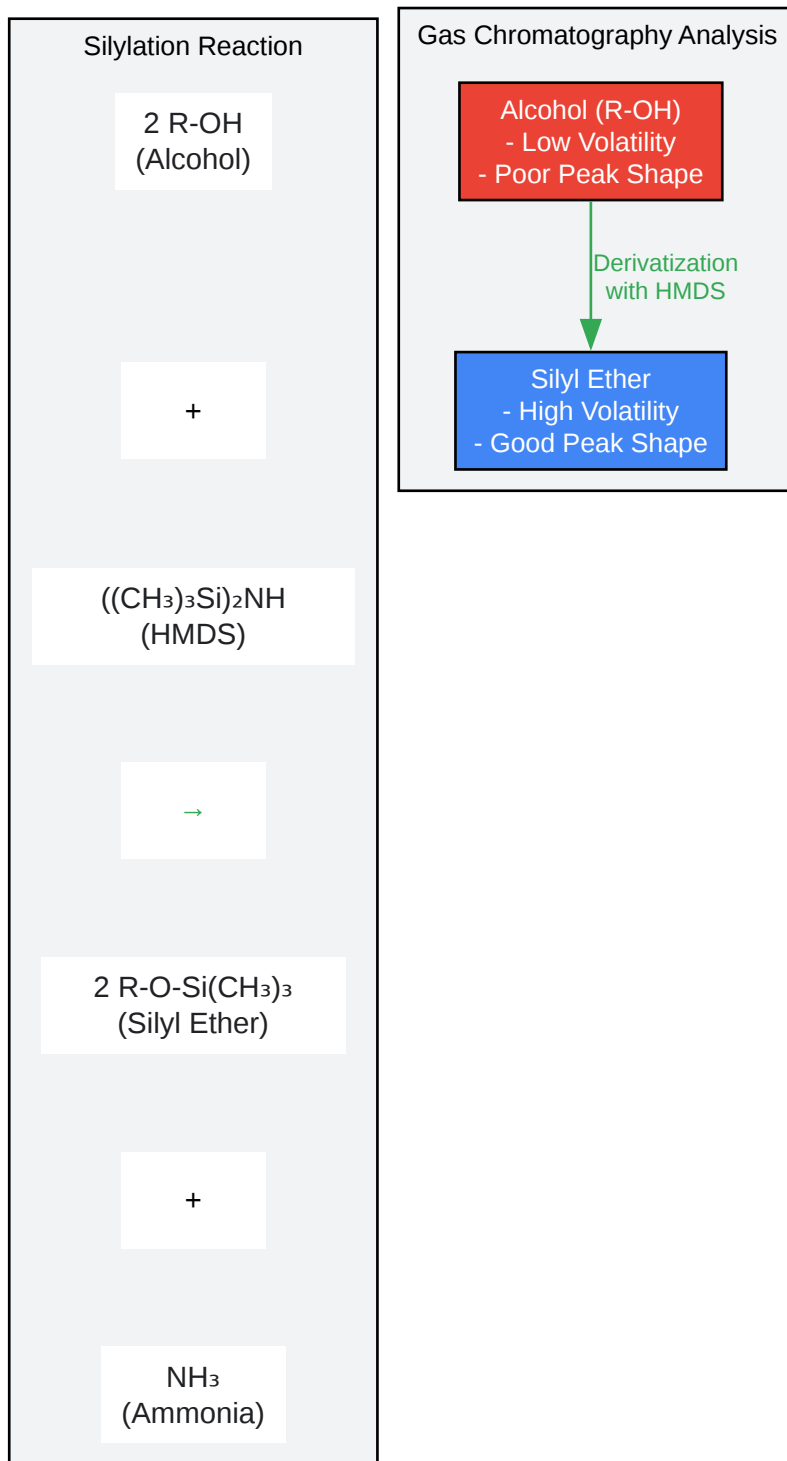 Silylation Reaction
2 R-OH
(Alcohol)
+
((CH₃)₃Si)₂NH
(HMDS)
→
2 R-O-Si(CH₃)₃
(Silyl Ether)
+
NH₃
(Ammonia)
Gas Chromatography Analysis
Alcohol (R-OH)
- Low Volatility
- Poor Peak Shape
Derivatization
with HMDS
Silyl Ether
- High Volatility
- Good Peak Shape